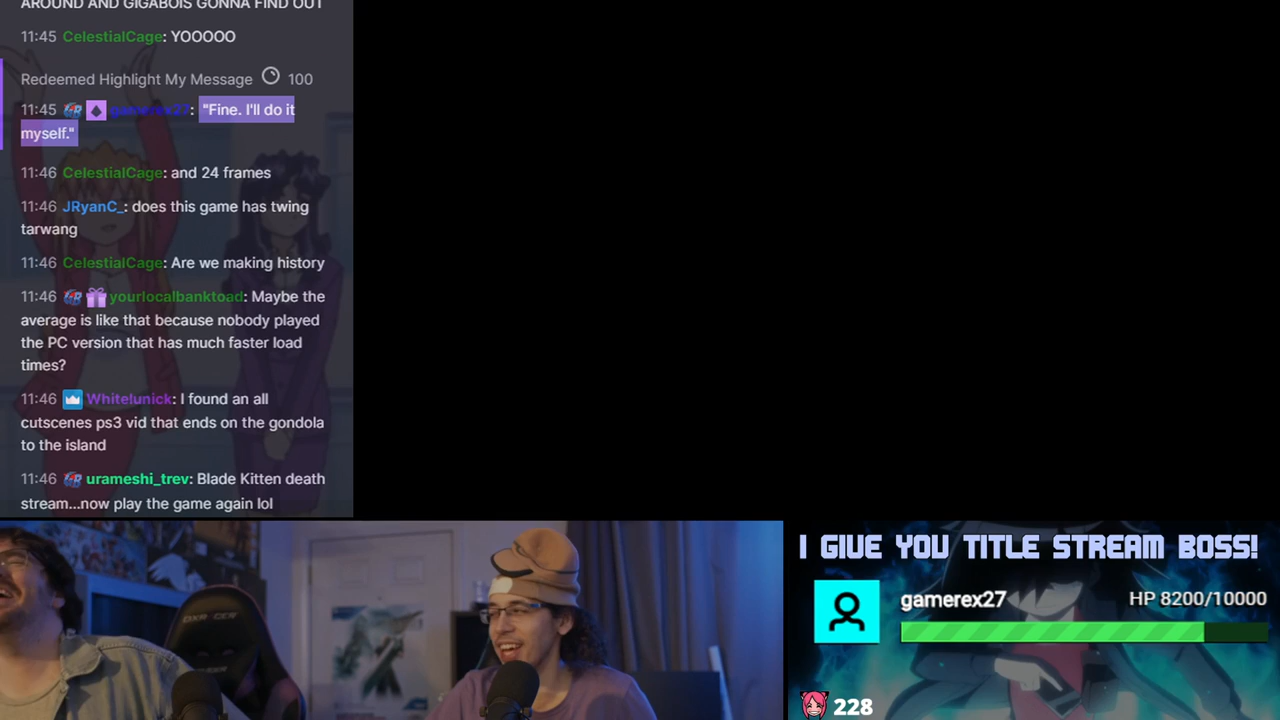 AROUND AND GIGABOIS GONNA FIND OUT
11:45 CelestialCage: YOOOOO
Redeemed Highlight My Message 100
11:45 gamerex27: "Fine. I'll do it
myself."
11:46 CelestialCage: and 24 frames
11:46 JRyanC_: does this game has twing
tarwang
11:46 CelestialCage: Are we making history
11:46 yourlocalbanktoad: Maybe the
average is like that because nobody played
the PC version that has much faster load
times?
11:46 Whitelunick: I found an all
cutscenes ps3 vid that ends on the gondola
to the island
11:46 urameshi_trev: Blade Kitten death
stream...now play the game again lol
I GIVE YOU TITLE STREAM BOSS!
gamerex27 HP 8200/10000
228